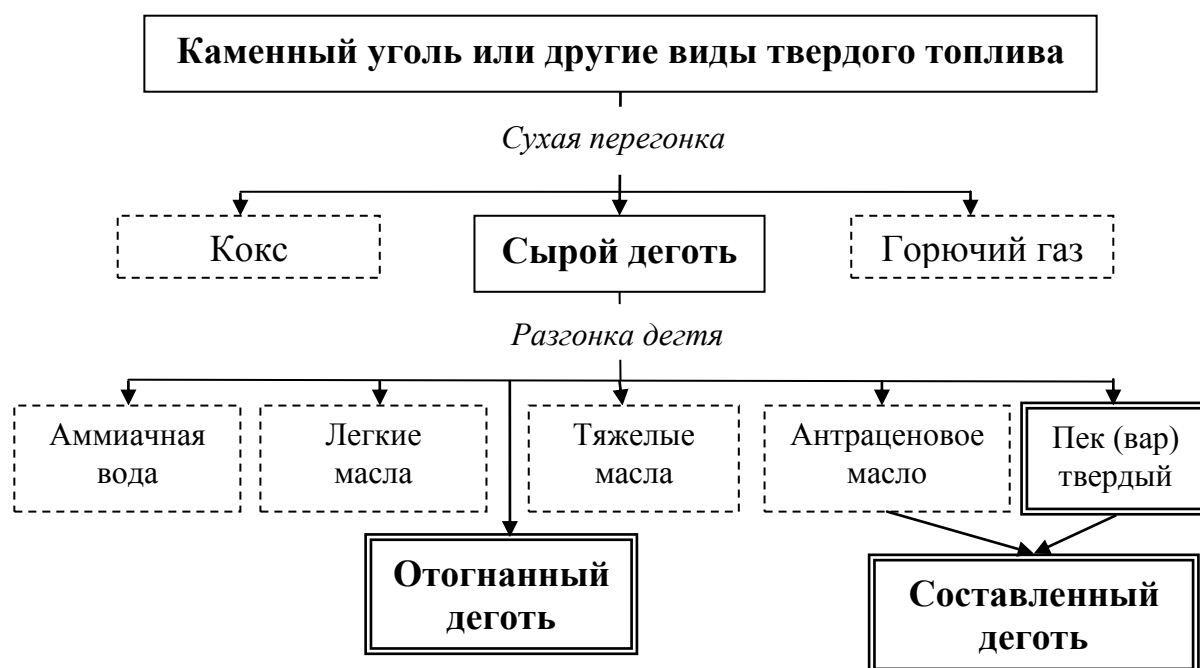 Каменный уголь или другие виды твердого топлива
Сухая перегонка
Кокс
Сырой деготь
Горючий газ
Разгонка дегтя
Аммиачная
вода
Легкие
масла
Тяжелые
масла
Антраценовое
масло
Пек (вар)
твердый
Отогнанный
деготь
Составленный
деготь